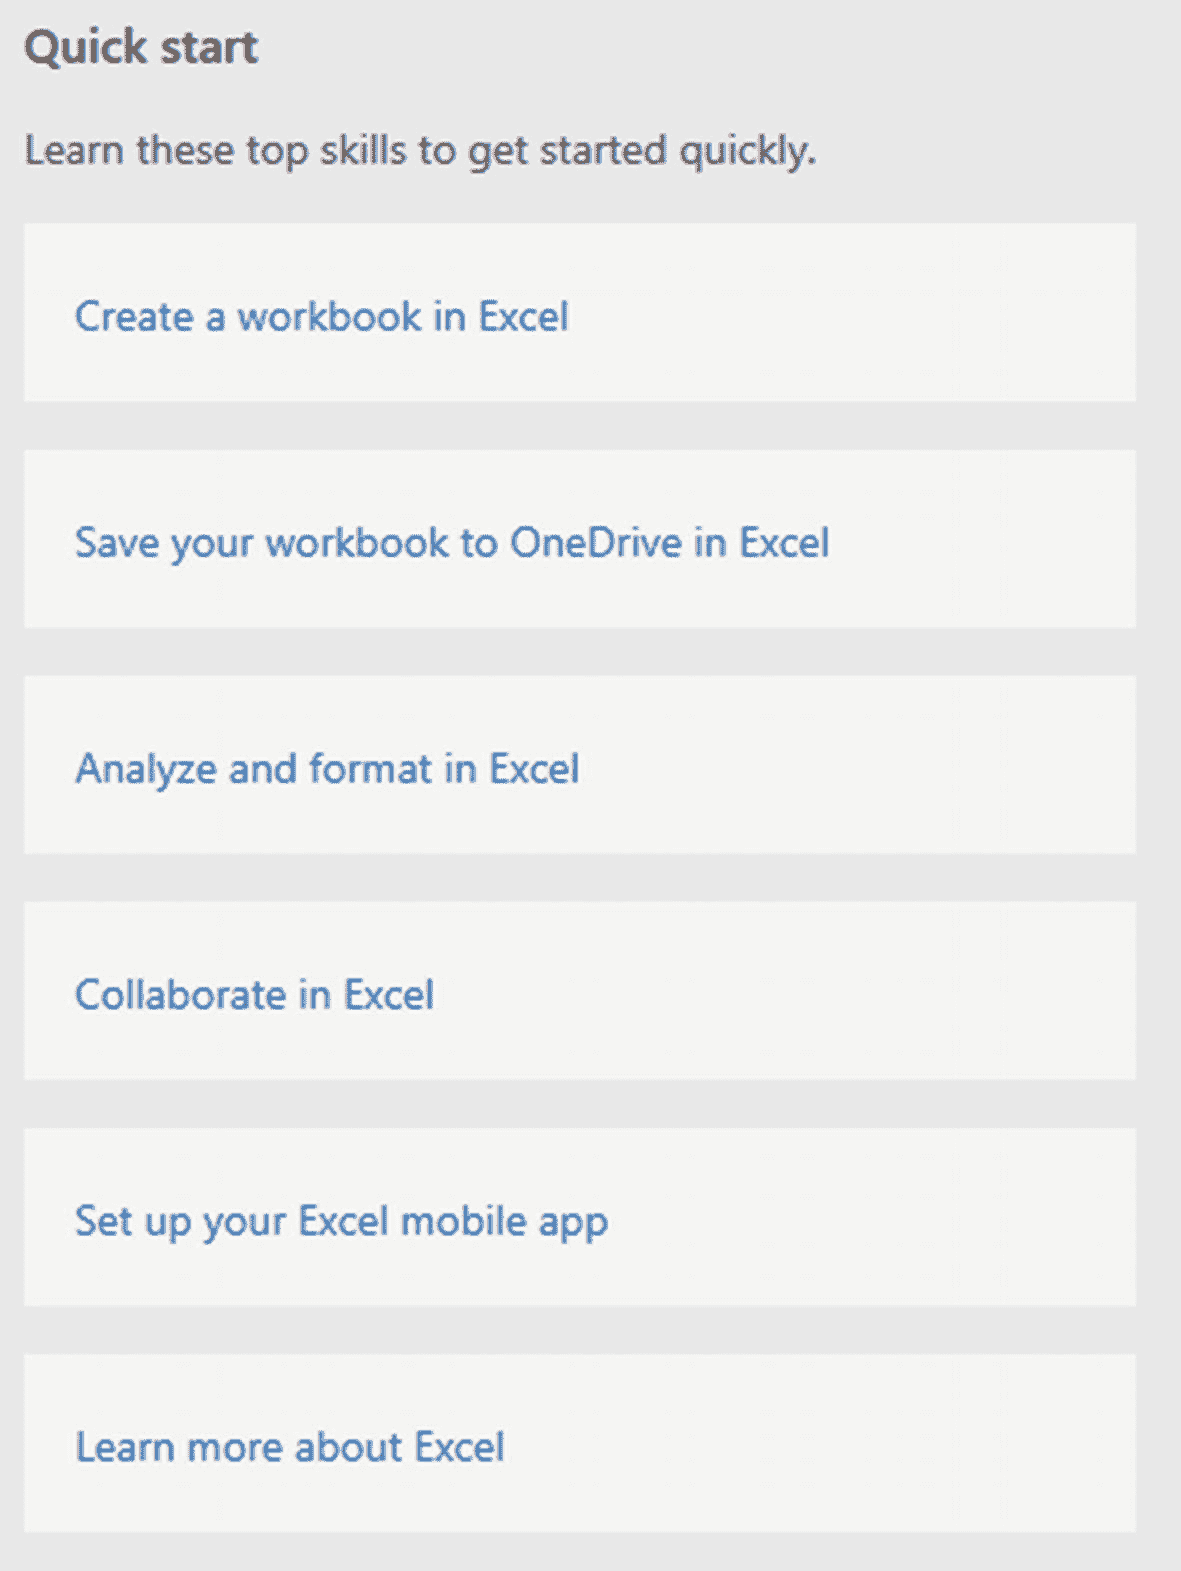 Quick start
Learn these top skills to get started quickly.
Create a workbook in Excel
Save your workbook to OneDrive in Excel
Analyze and format in Excel
Collaborate in Excel
Set up your Excel mobile app
Learn more about Excel